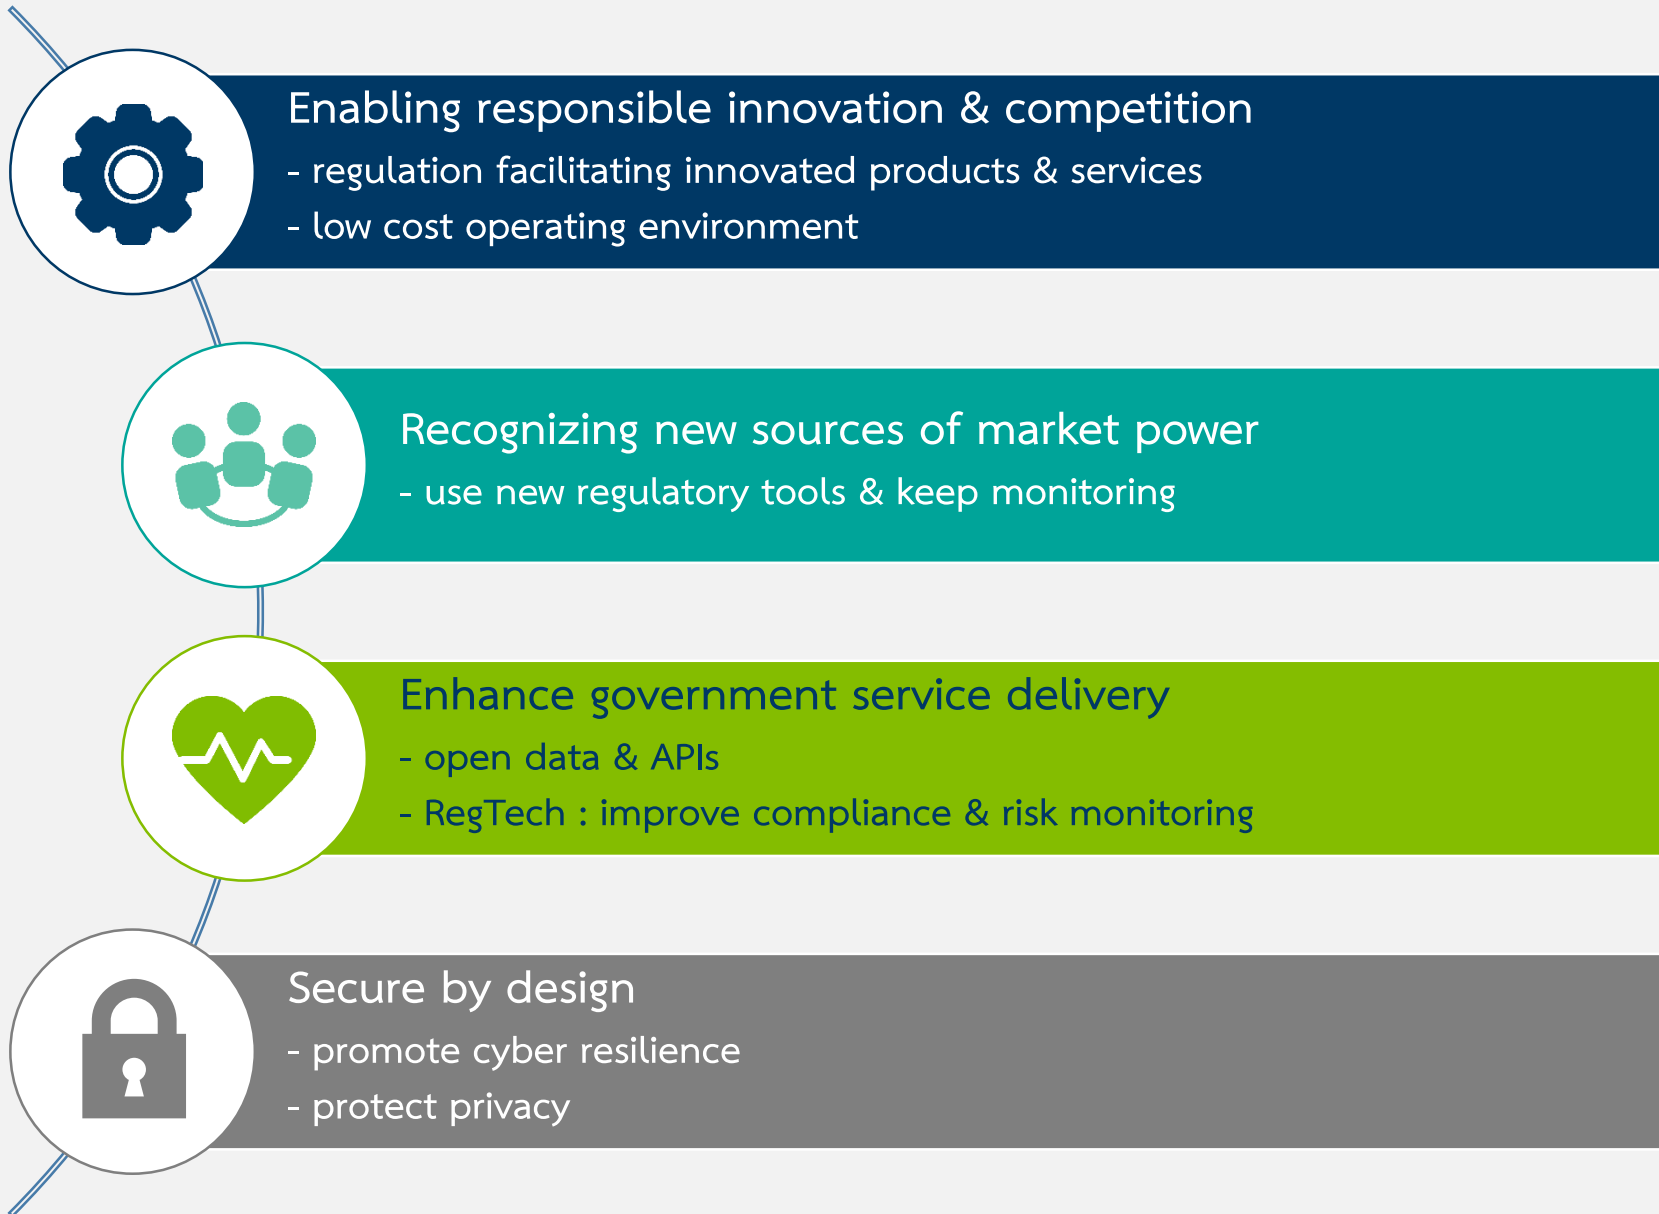 Enabling responsible innovation & competition
- regulation facilitating innovated products & services
- low cost operating environment
Recognizing new sources of market power
- use new regulatory tools & keep monitoring
Enhance government service delivery
- open data & APIs
- RegTech : improve compliance & risk monitoring
Secure by design
- promote cyber resilience
- protect privacy